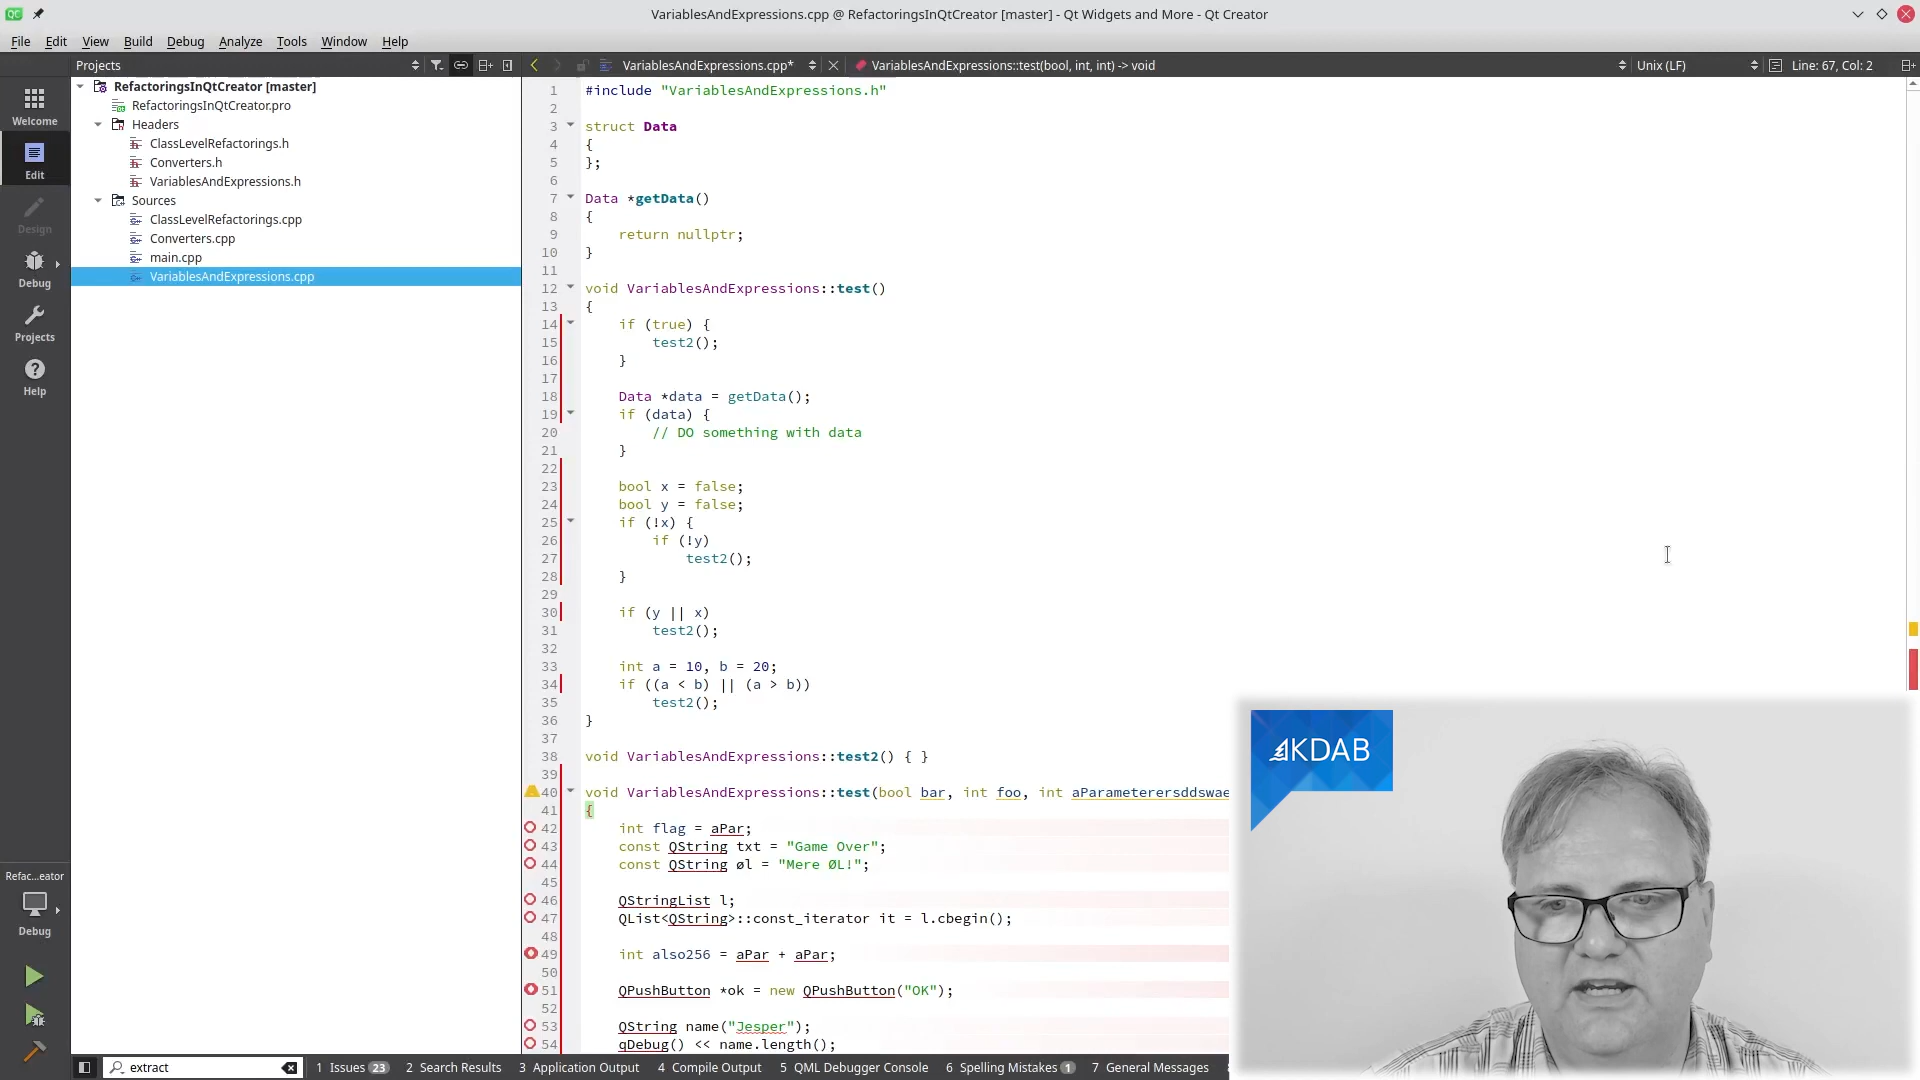 VariablesAndExpressions.cpp @ RefactoringsInQtCreator [master] - Qt Widgets and More - Qt Creator
File Edit View Build Debug Analyze Tools Window Help
Projects
VariablesAndExpressions.cpp*
VariablesAndExpressions::test(bool, int, int) -> void
Unix (LF)
Line: 67, Col: 2
Welcome
Edit
Design
Debug
Projects
Help
Refac...eator
Debug
RefactoringsInQtCreator [master]
RefactoringsInQtCreator.pro
Headers
ClassLevelRefactorings.h
Converters.h
VariablesAndExpressions.h
Sources
ClassLevelRefactorings.cpp
Converters.cpp
main.cpp
VariablesAndExpressions.cpp
1 #include "VariablesAndExpressions.h"
2
3 struct Data
4 {
5 };
6
7 Data *getData()
8 {
9 return nullptr;
10 }
11
12 void VariablesAndExpressions::test()
13 {
14 if (true) {
15 test2();
16 }
17
18 Data *data = getData();
19 if (data) {
20 // DO something with data
21 }
22
23 bool x = false;
24 bool y = false;
25 if (!x) {
26 if (!y)
27 test2();
28 }
29
30 if (y || x)
31 test2();
32
33 int a = 10, b = 20;
34 if ((a < b) || (a > b))
35 test2();
36 }
37
38 void VariablesAndExpressions::test2() { }
39
40 void VariablesAndExpressions::test(bool bar, int foo, int aParameterersddswae
41 {
42 int flag = aPar;
43 const QString txt = "Game Over";
44 const QString øl = "Mere ØL!";
45
46 QStringList l;
47 QList<QString>::const_iterator it = l.cbegin();
48
49 int also256 = aPar + aPar;
50
51 QPushButton *ok = new QPushButton("OK");
52
53 QString name("Jesper");
54 qDebug() << name.length();
KDAB
extract
1 Issues 23 2 Search Results 3 Application Output 4 Compile Output 5 QML Debugger Console 6 Spelling Mistakes 1 7 General Messages